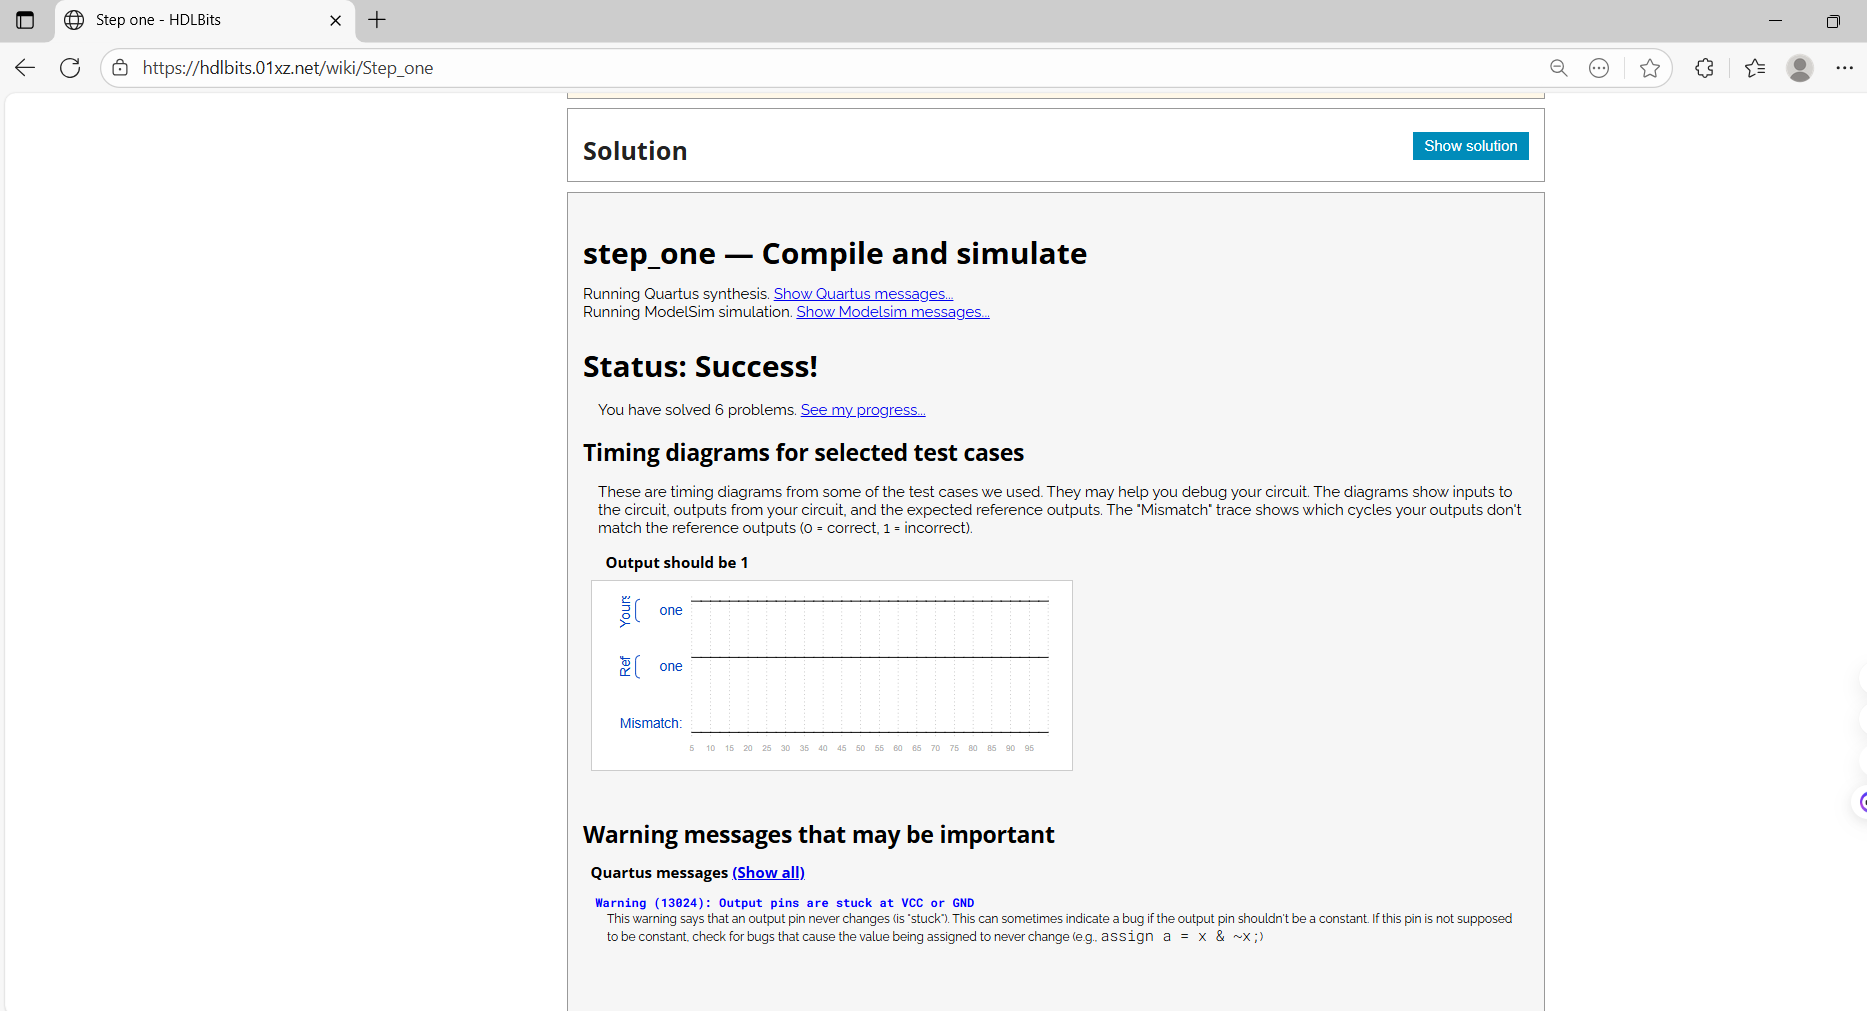 Step one - HDLBits
https://hdlbits.01xz.net/wiki/Step_one
Solution
Show solution
step_one — Compile and simulate
Running Quartus synthesis. Show Quartus messages...
Running ModelSim simulation. Show Modelsim messages...
Status: Success!
You have solved 6 problems. See my progress...
Timing diagrams for selected test cases
These are timing diagrams from some of the test cases we used. They may help you debug your circuit. The diagrams show inputs to
the circuit, outputs from your circuit, and the expected reference outputs. The "Mismatch" trace shows which cycles your outputs don't
match the reference outputs (0 = correct, 1 = incorrect).
Output should be 1
Yours one
Ref one
Mismatch:
5 10 15 20 25 30 35 40 45 50 55 60 65 70 75 80 85 90 95
Warning messages that may be important
Quartus messages (Show all)
Warning (13024): Output pins are stuck at VCC or GND
This warning says that an output pin never changes (is "stuck"). This can sometimes indicate a bug if the output pin shouldn't be a constant. If this pin is not supposed
to be constant, check for bugs that cause the value being assigned to never change (e.g., assign a = x & ~x;)